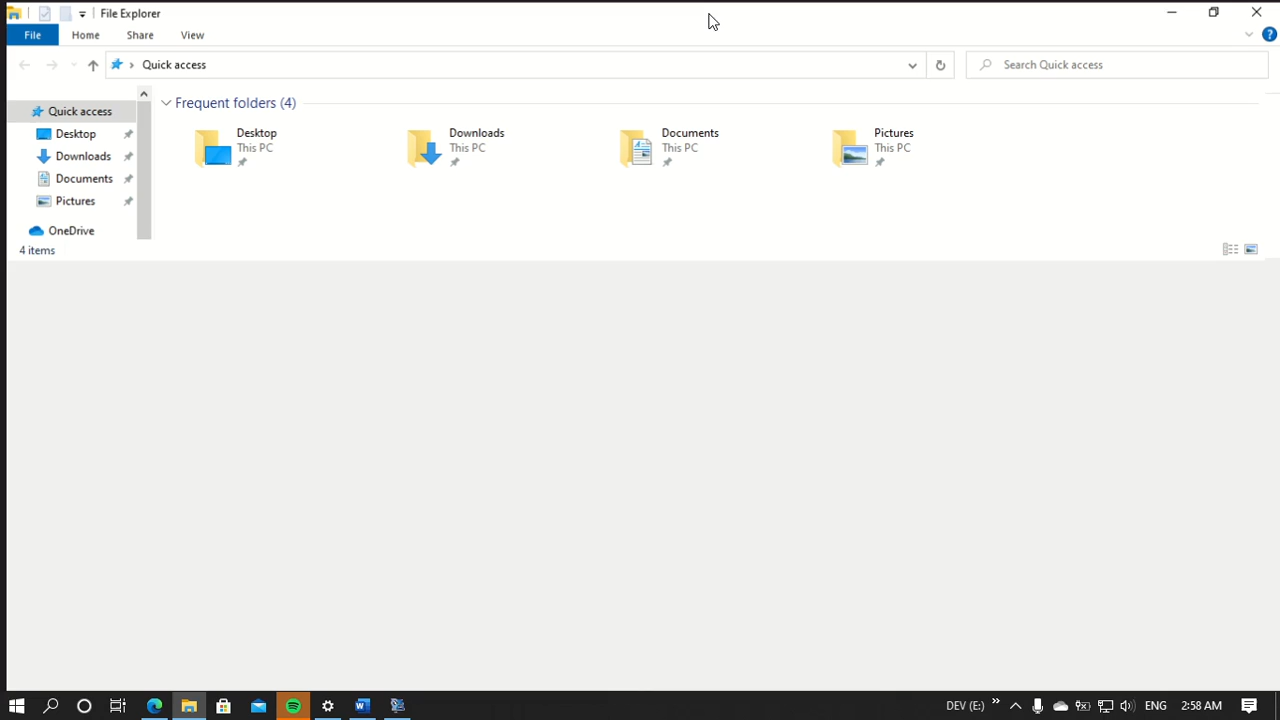 File Explorer
File Home Share View
Quick access
Search Quick access
Quick access
Desktop
Downloads
Documents
Pictures
OneDrive
Frequent folders (4)
Desktop
This PC
Downloads
This PC
Documents
This PC
Pictures
This PC
4 items
DEV (E:) ENG 2:58 AM